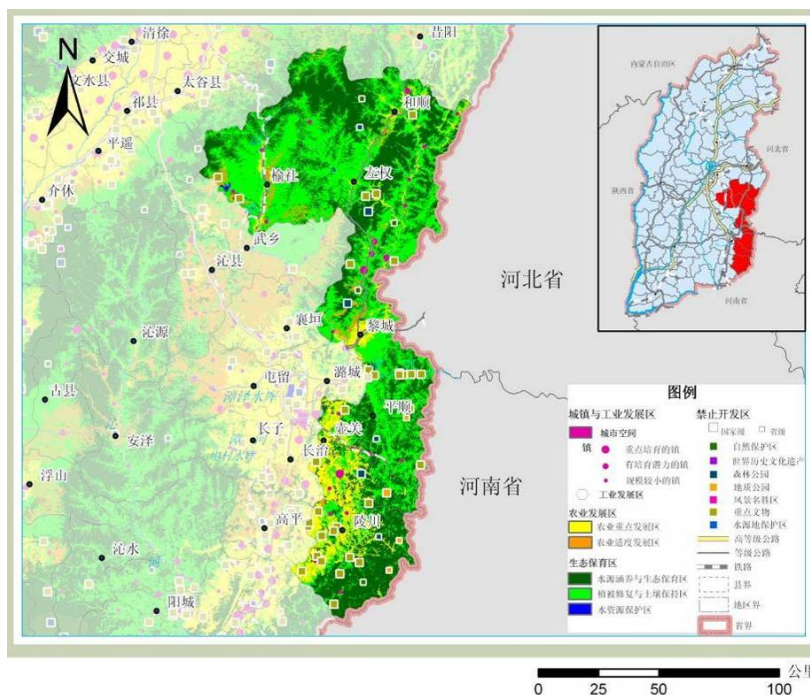 N
清徐
昔阳
交城
文水县
太谷县
祁县
和顺
平遥
榆社
左权
介休
武乡
沁县
河北省
襄垣
黎城
沁源
潞城
屯留
平顺
古县
漳泽水库
长子
壶关
安泽
长治
河南省
浮山
高平
陵川
沁水
阳城
内蒙古自治区
河北省
陕西省
河南省
图例
城镇与工业发展区
城市空间
镇
重点培育的镇
有培育潜力的镇
规模较小的镇
工业发展区
农业发展区
农业重点发展区
农业适度发展区
生态保育区
水源涵养与生态保育区
植被修复与土壤保持区
水资源保护区
禁止开发区
国家级
省级
自然保护区
世界历史文化遗产
森林公园
地质公园
风景名胜区
重点文物
水源地保护区
高等级公路
等级公路
铁路
县界
地区界
省界
公里
0 25 50 100